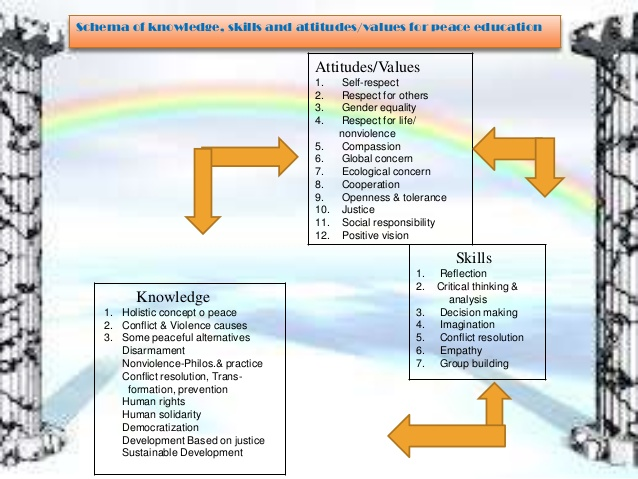 Schema of knowledge, skills and attitudes/values for peace education
Attitudes/Values
1. Self-respect
2. Respect for others
3. Gender equality
4. Respect for life/
nonviolence
5. Compassion
6. Global concern
7. Ecological concern
8. Cooperation
9. Openness & tolerance
10. Justice
11. Social responsibility
12. Positive vision
Skills
1. Reflection
2. Critical thinking &
analysis
3. Decision making
4. Imagination
5. Conflict resolution
6. Empathy
7. Group building
Knowledge
1. Holistic concept o peace
2. Conflict & Violence causes
3. Some peaceful alternatives
Disarmament
Nonviolence-Philos.& practice
Conflict resolution, Trans-
formation, prevention
Human rights
Human solidarity
Democratization
Development Based on justice
Sustainable Development